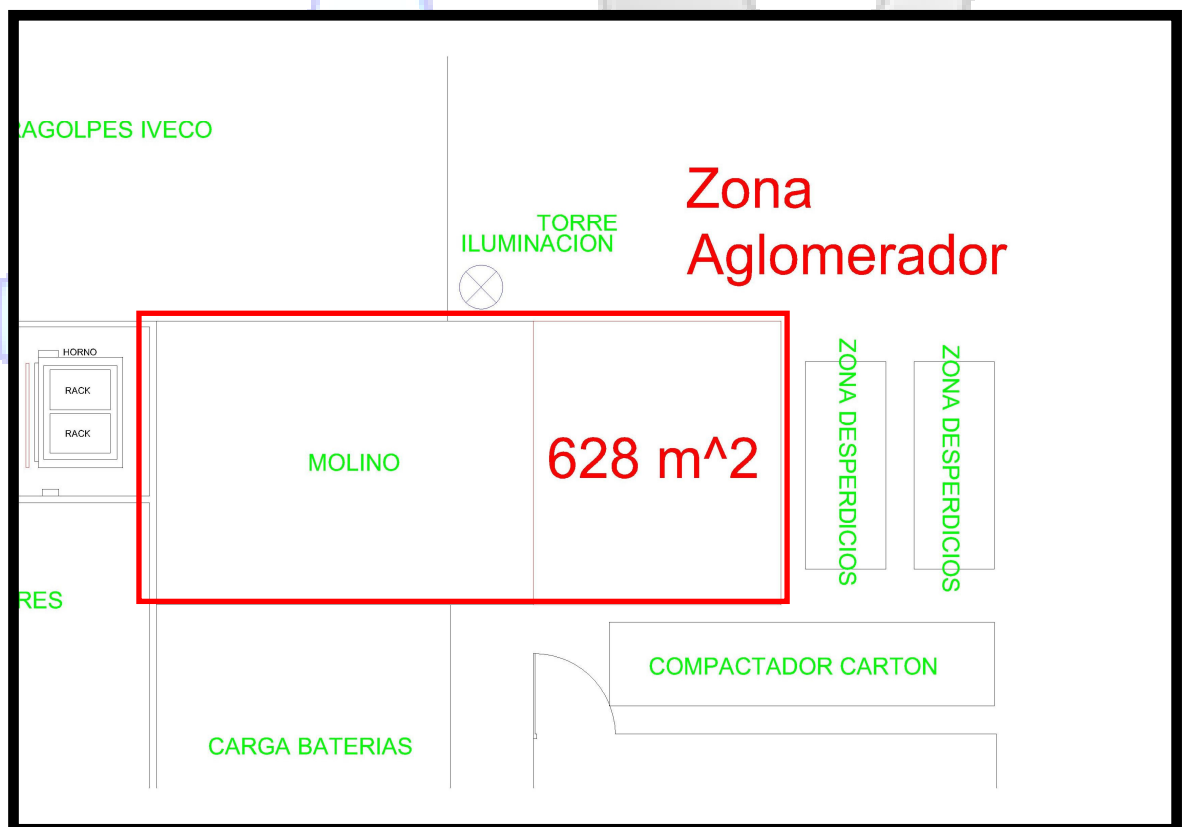 AGOLPES IVECO
Zona
Aglomerador
TORRE
ILUMINACION
HORNO
RACK
RACK
MOLINO
628 m^2
ZONA DESPERDICIOS
ZONA DESPERDICIOS
RES
COMPACTADOR CARTON
CARGA BATERIAS